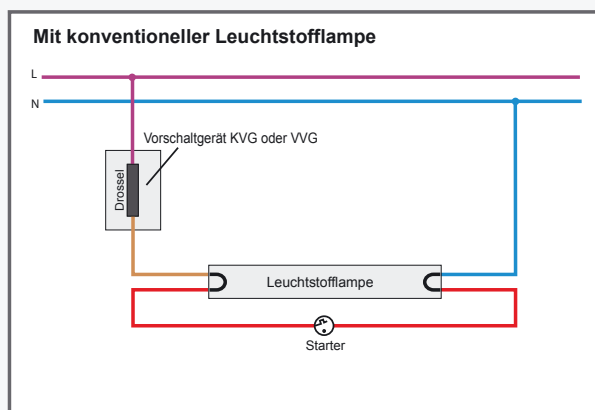 Mit konventioneller Leuchtstofflampe
L
N
Vorschaltgerät KVG oder VVG
Drossel
Leuchtstofflampe
Starter